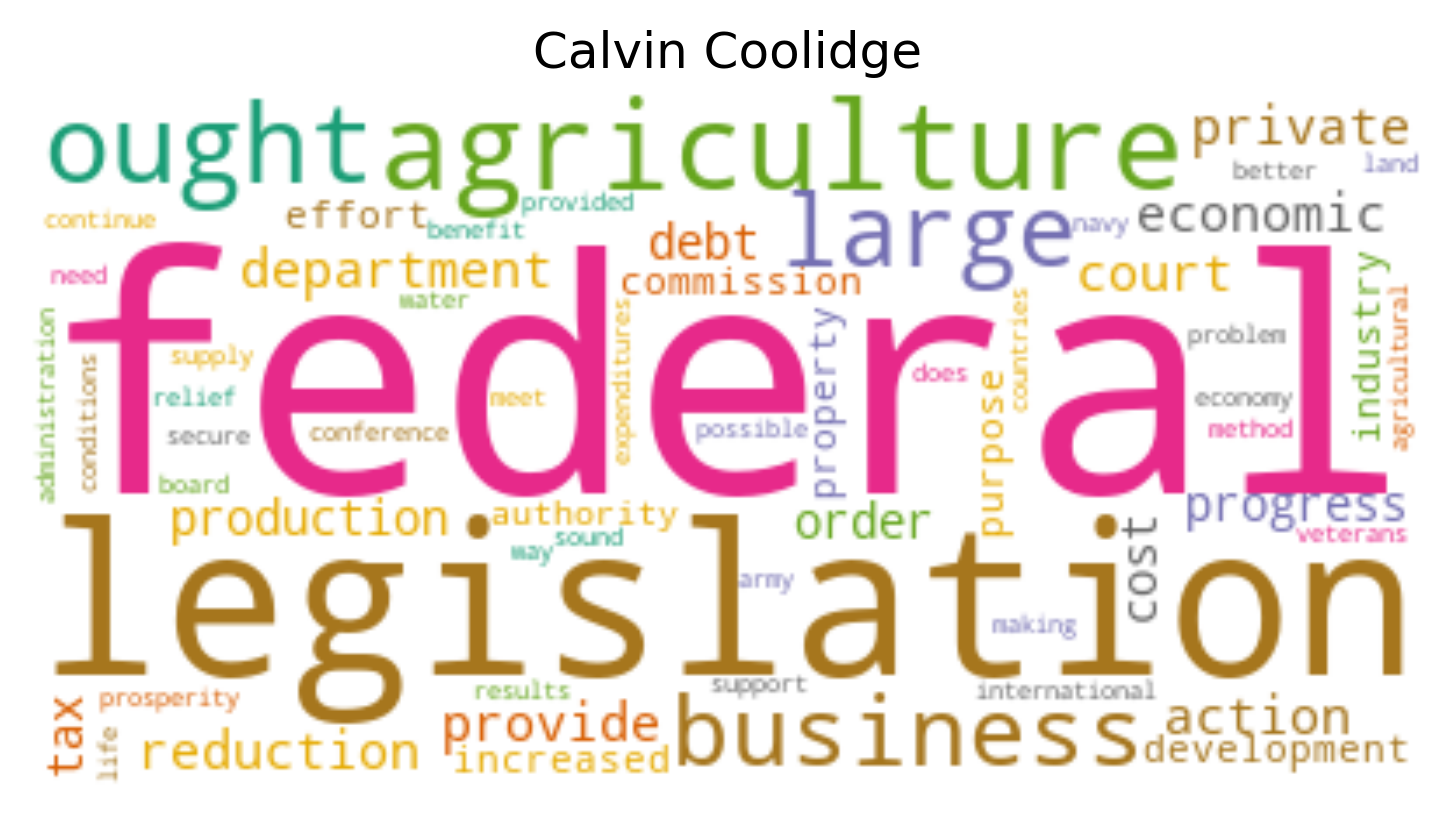 Calvin Coolidge
ought agriculture private
better land
continue effort benefit provided large navy economic
need department water debt commission court
federal
administration conditions supply relief secure board conference meet expenditures possible property does purpose countries problem economy method industry agricultural
production authority sound way order progress veterans
legislation
army making cost
tax life prosperity reduction results provide increased support business international action development